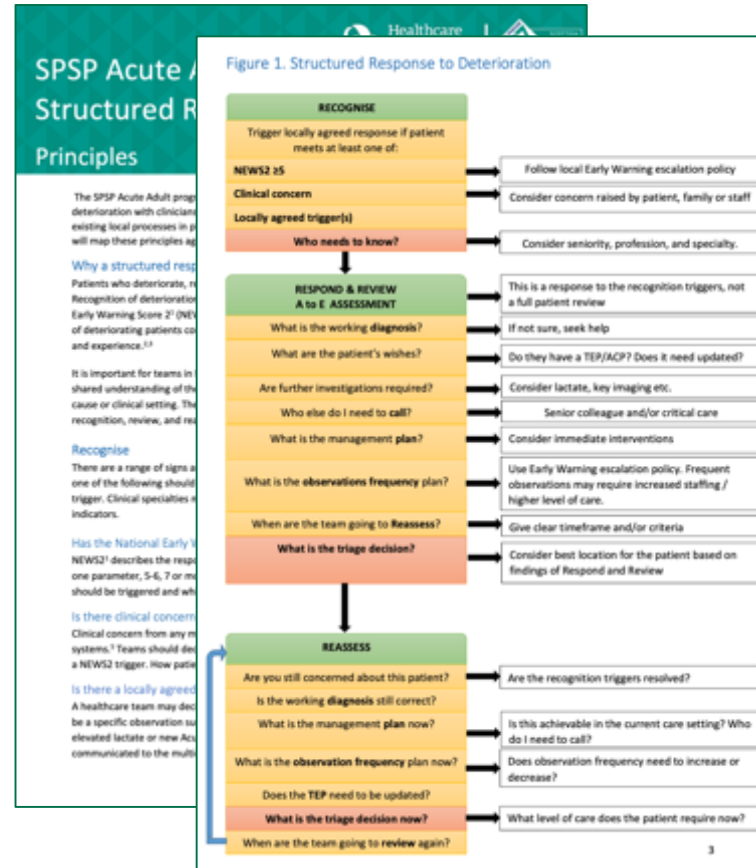 Healthcare
SPSP Acute
Structured R
Principles
The SPSP Acute Adult prog
deterioration with clinician
existing local processes in p
will map these principles ag
Why a structured resp
Patients who deteriorate, r
Recognition of deterioration
Early Warning Score 2¹ (NEW
of deteriorating patients co
and experience.²,³
It is important for teams in
shared understanding of the
cause or clinical setting. The
recognition, review, and rea
Recognise
There are a range of signs a
one of the following should
trigger. Clinical specialties m
indicators.
Has the National Early W
NEWS2¹ describes the respo
one parameter, 5-6, 7 or mo
should be triggered and wh
Is there clinical concern
Clinical concern from any m
systems.⁵ Teams should dec
a NEWS2 trigger. How patie
Is there a locally agreed
A healthcare team may deci
be a specific observation su
elevated lactate or new Acu
communicated to the multi
Figure 1. Structured Response to Deterioration
RECOGNISE
Trigger locally agreed response if patient
meets at least one of:
NEWS2 ≥5
Follow local Early Warning escalation policy
Clinical concern
Consider concern raised by patient, family or staff
Locally agreed trigger(s)
Who needs to know?
Consider seniority, profession, and specialty.
RESPOND & REVIEW
A to E ASSESSMENT
This is a response to the recognition triggers, not
a full patient review
What is the working diagnosis?
If not sure, seek help
What are the patient's wishes?
Do they have a TEP/ACP? Does it need updated?
Are further investigations required?
Consider lactate, key imaging etc.
Who else do I need to call?
Senior colleague and/or critical care
What is the management plan?
Consider immediate interventions
What is the observations frequency plan?
Use Early Warning escalation policy. Frequent
observations may require increased staffing /
higher level of care.
When are the team going to Reassess?
Give clear timeframe and/or criteria
What is the triage decision?
Consider best location for the patient based on
findings of Respond and Review
REASSESS
Are you still concerned about this patient?
Are the recognition triggers resolved?
Is the working diagnosis still correct?
What is the management plan now?
Is this achievable in the current care setting? Who
do I need to call?
What is the observation frequency plan now?
Does observation frequency need to increase or
decrease?
Does the TEP need to be updated?
What is the triage decision now?
What level of care does the patient require now?
When are the team going to review again?
3